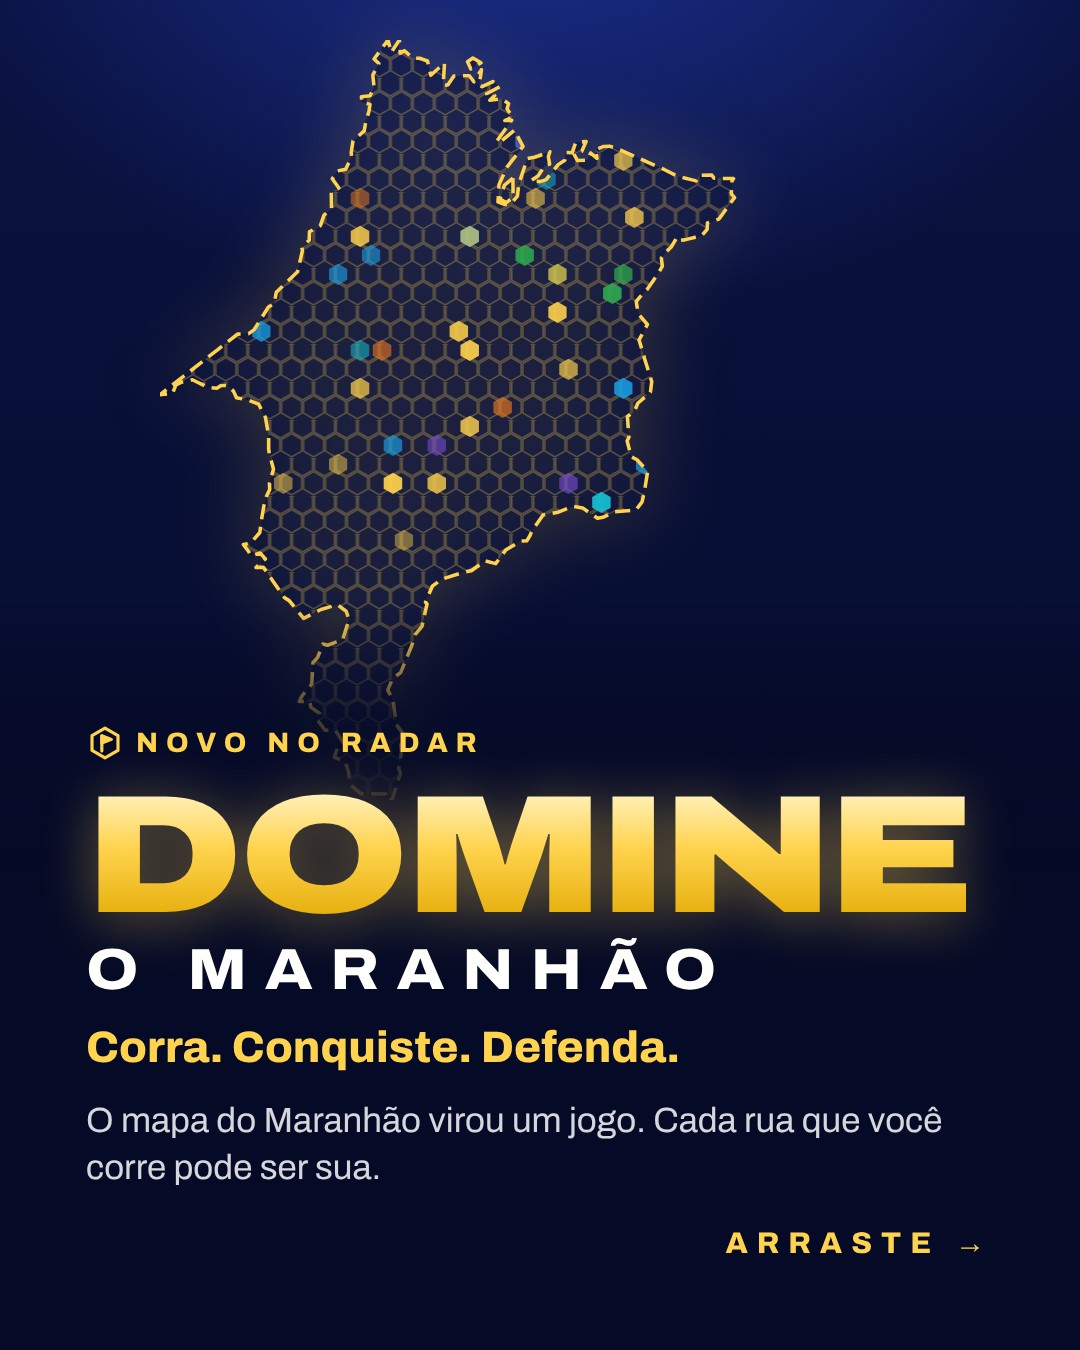 NOVO NO RADAR
DOMINE
O MARANHÃO
Corra. Conquiste. Defenda.
O mapa do Maranhão virou um jogo. Cada rua que você
corre pode ser sua.
ARRASTE →